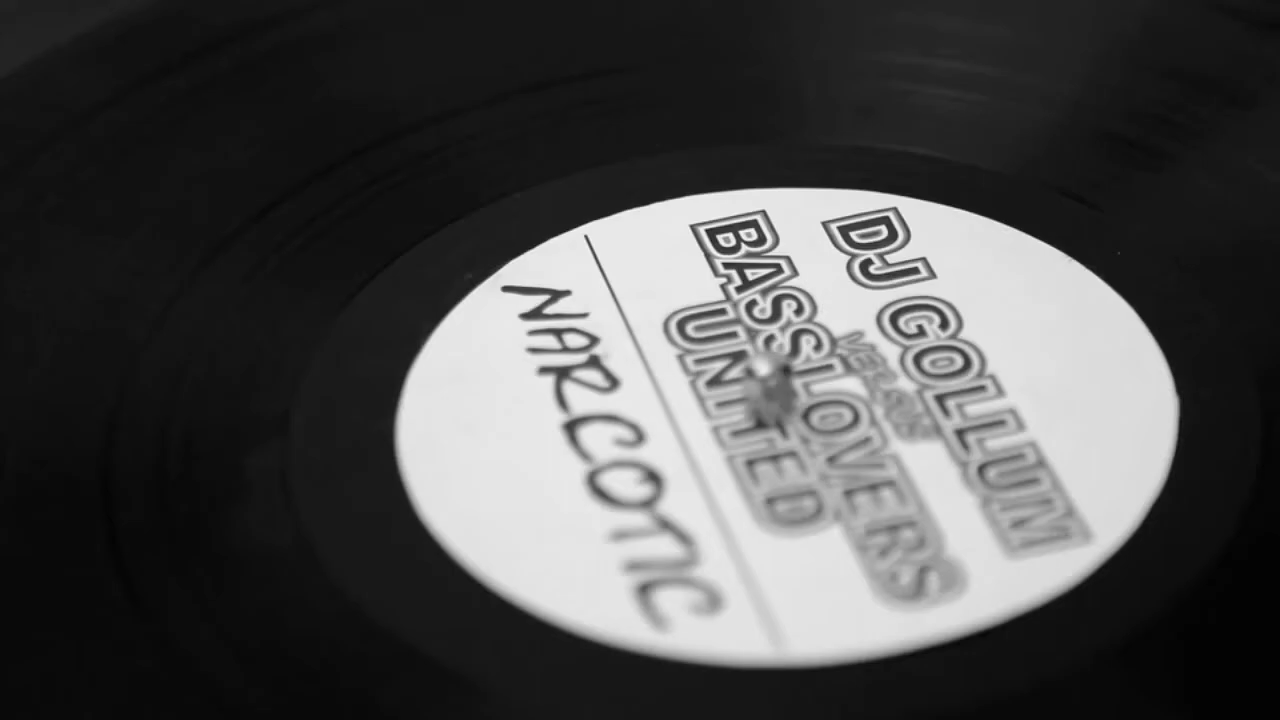 DJ GOLLUM
VERSUS
BASSLOVERS
UNITED
NARCOTIC